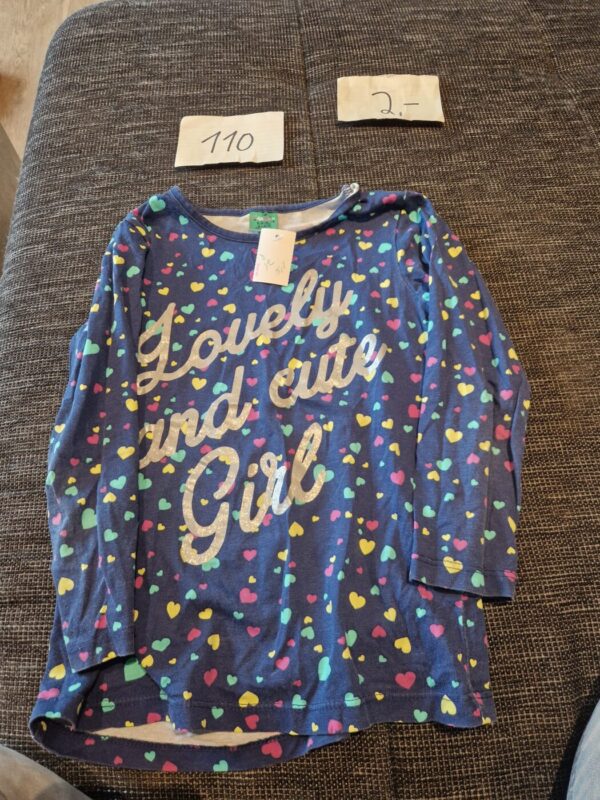 2,-
110
Lovely
and cute
Girl